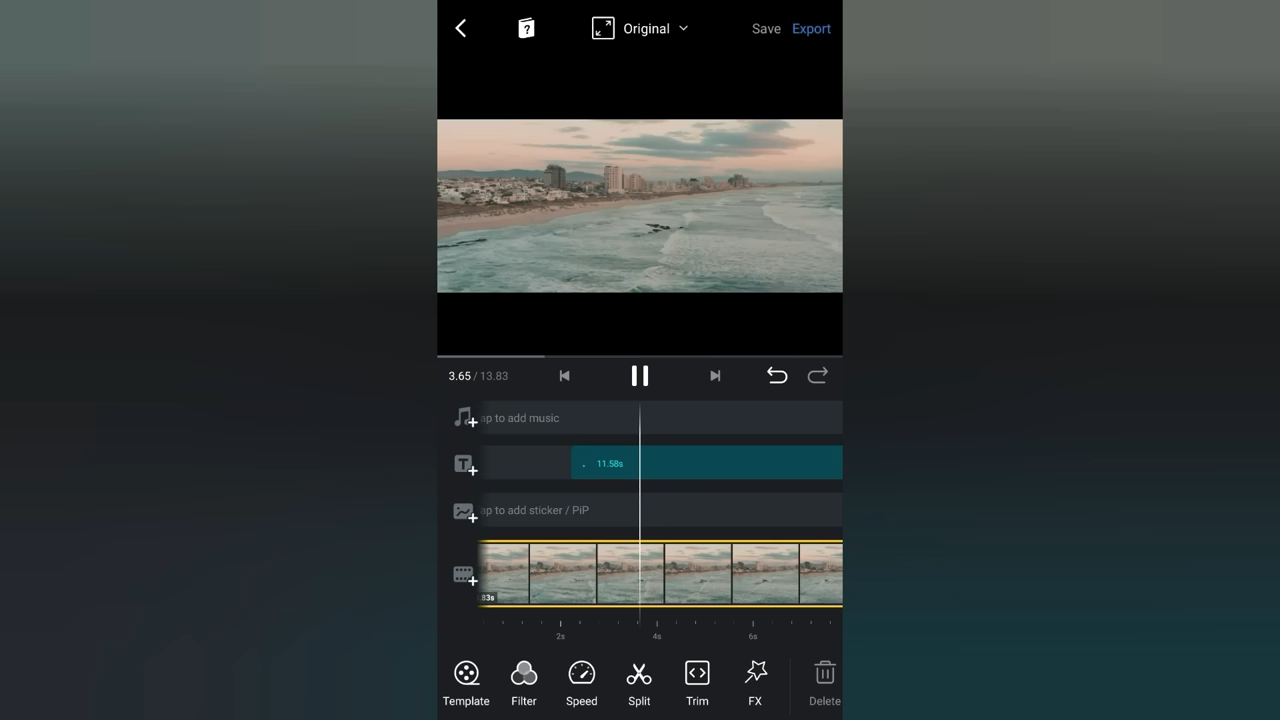 Original
Save
Export
3.65 / 13.83
ap to add music
11.58s
ap to add sticker / PiP
.83s
2s
4s
6s
Template
Filter
Speed
Split
Trim
FX
Delete